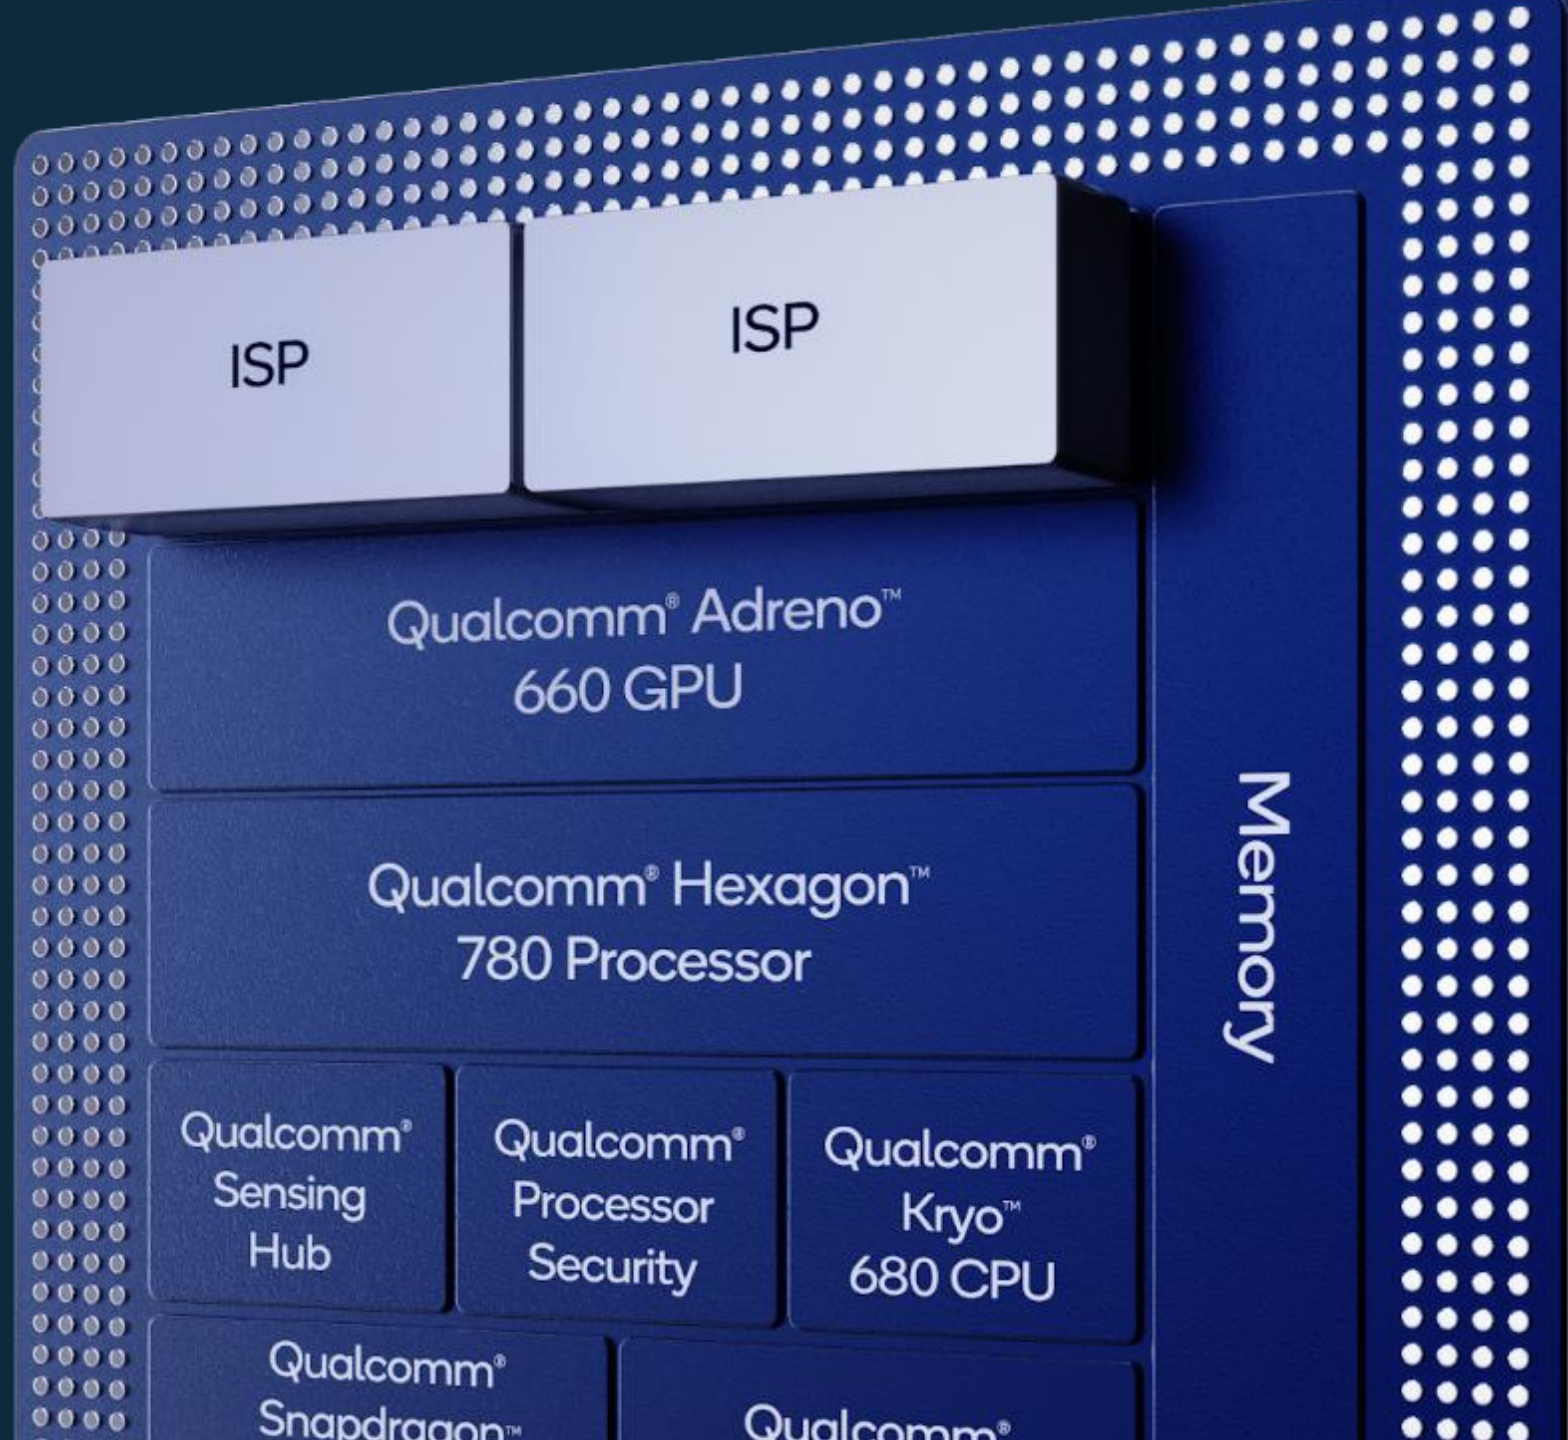 ISP
ISP
Qualcomm® Adreno™
660 GPU
Qualcomm® Hexagon™
780 Processor
Memory
Qualcomm®
Sensing
Hub
Qualcomm®
Processor
Security
Qualcomm®
Kryo™
680 CPU
Qualcomm®
Snapdragon™
Qualcomm®